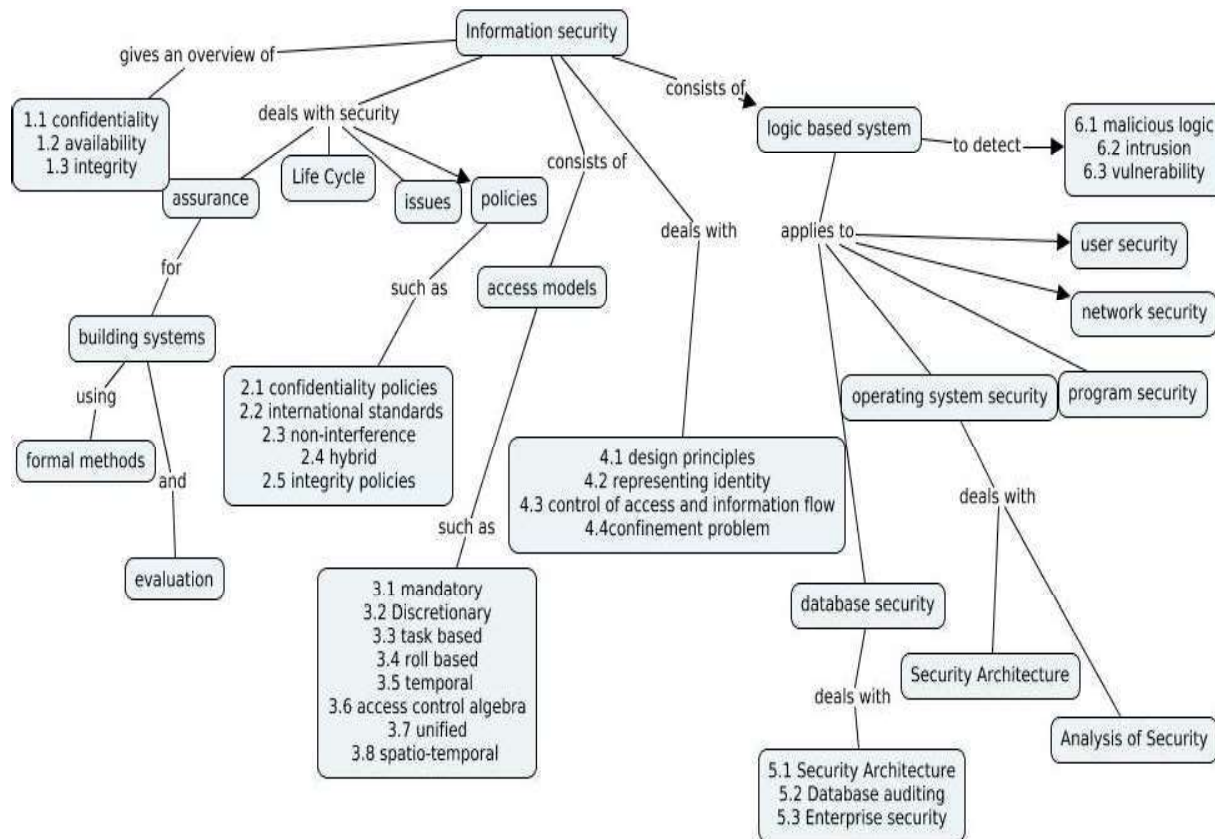 Information security
gives an overview of
consists of
deals with security
1.1 confidentiality
1.2 availability
1.3 integrity
logic based system
to detect
6.1 malicious logic
6.2 intrusion
6.3 vulnerability
consists of
Life Cycle
assurance
issues
policies
deals with
applies to
user security
for
such as
access models
network security
building systems
2.1 confidentiality policies
2.2 international standards
2.3 non-interference
2.4 hybrid
2.5 integrity policies
operating system security
program security
using
formal methods
and
4.1 design principles
4.2 representing identity
4.3 control of access and information flow
4.4confinement problem
deals with
such as
evaluation
3.1 mandatory
3.2 Discretionary
3.3 task based
3.4 roll based
3.5 temporal
3.6 access control algebra
3.7 unified
3.8 spatio-temporal
database security
Security Architecture
deals with
Analysis of Security
5.1 Security Architecture
5.2 Database auditing
5.3 Enterprise security